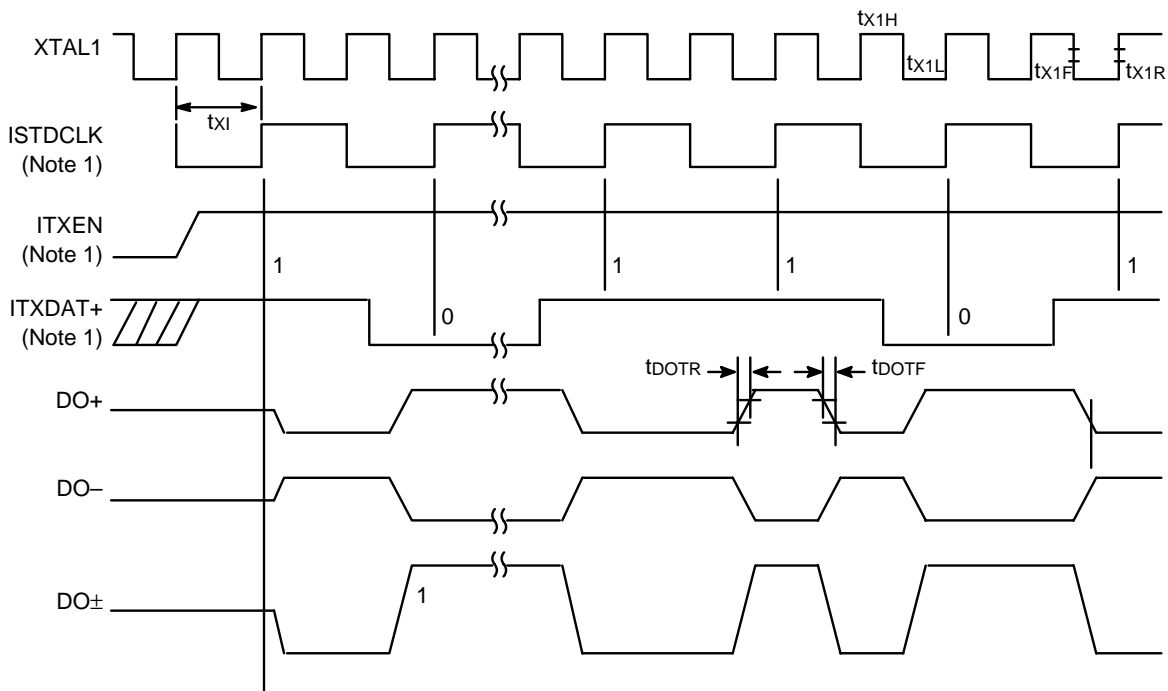 tX1H
XTAL1
tX1L
tX1F
tX1R
tXI
ISTDCLK
(Note 1)
ITXEN
(Note 1)
1
1
1
1
ITXDAT+
(Note 1)
0
0
tDOTR
tDOTF
DO+
DO–
DO±
1